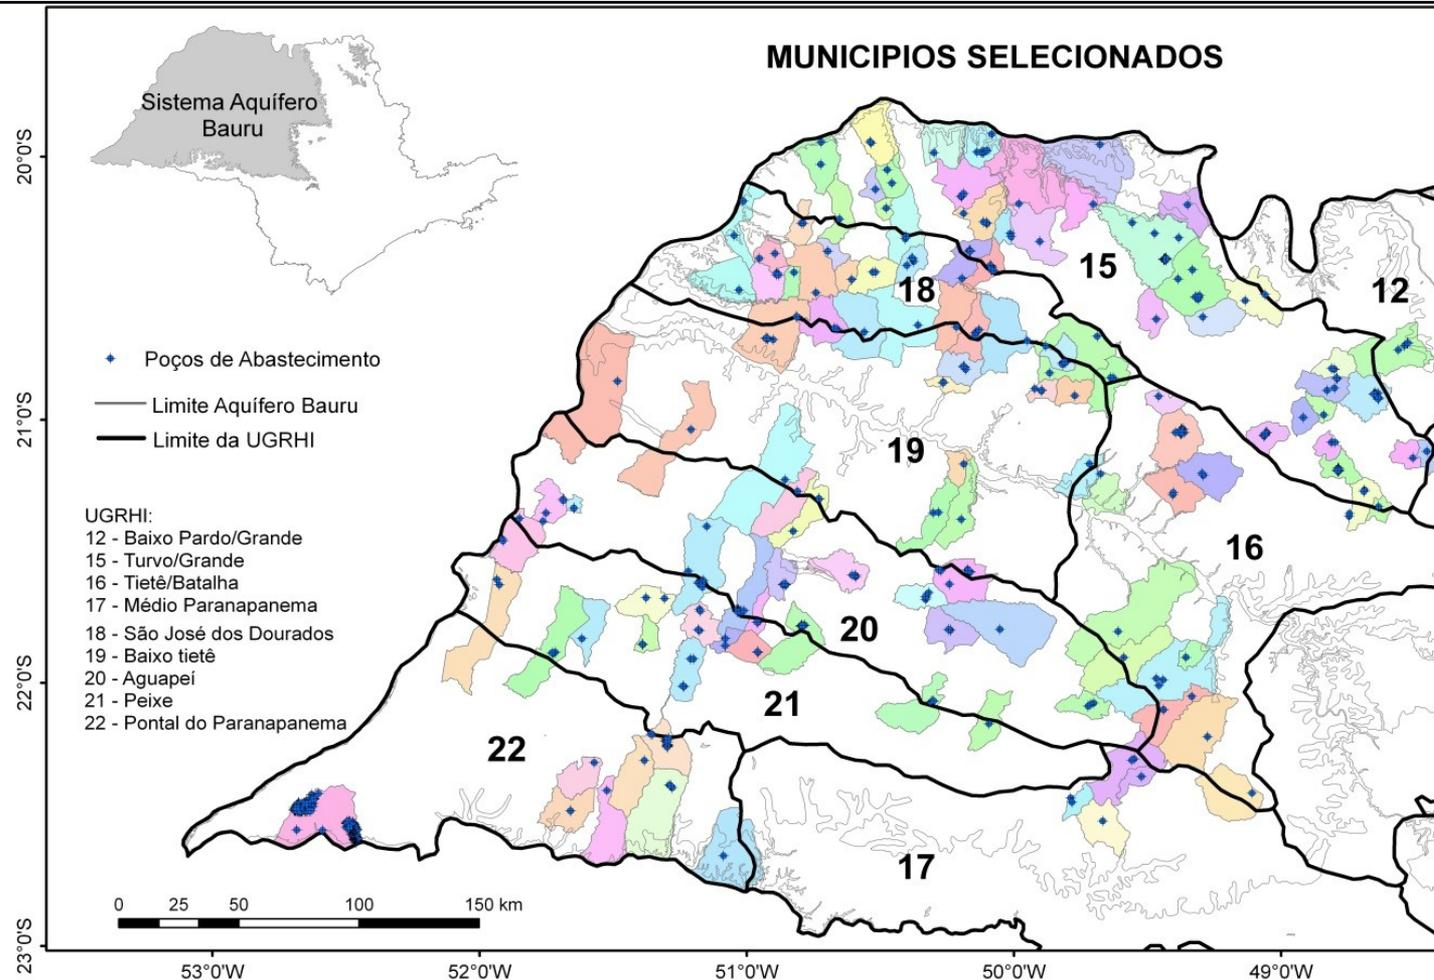 MUNICIPIOS SELECIONADOS
Sistema Aquífero
Bauru
20°0'S
21°0'S
22°0'S
23°0'S
15
12
18
19
16
20
21
22
17
Poços de Abastecimento
Limite Aquífero Bauru
Limite da UGRHI
UGRHI:
12 - Baixo Pardo/Grande
15 - Turvo/Grande
16 - Tietê/Batalha
17 - Médio Paranapanema
18 - São José dos Dourados
19 - Baixo tietê
20 - Aguapeí
21 - Peixe
22 - Pontal do Paranapanema
0 25 50 100 150 km
53°0'W 52°0'W 51°0'W 50°0'W 49°0'W